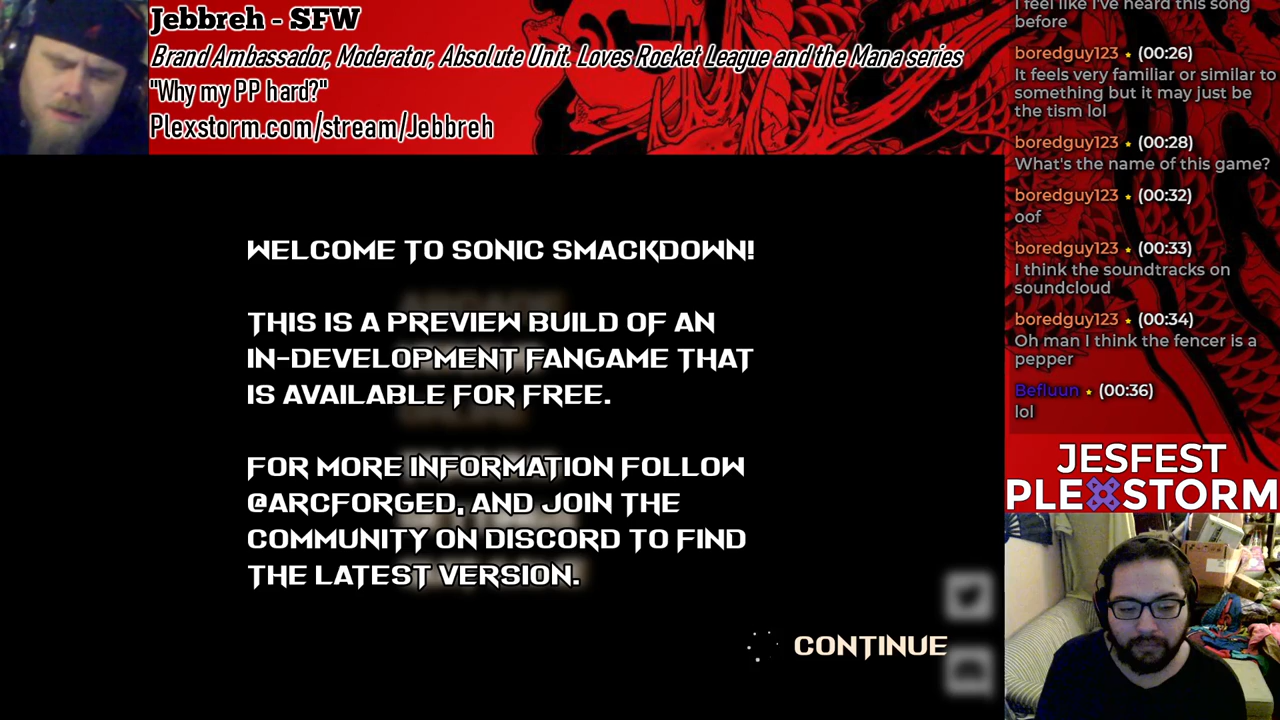 Jebbreh - SFW
Brand Ambassador, Moderator, Absolute Unit. Loves Rocket League and the Mana series
"Why my PP hard?"
Plexstorm.com/stream/Jebbreh
WELCOME TO SONIC SMACKDOWN!
THIS IS A PREVIEW BUILD OF AN
IN-DEVELOPMENT FANGAME THAT
IS AVAILABLE FOR FREE.
FOR MORE INFORMATION FOLLOW
@ARCFORGED, AND JOIN THE
COMMUNITY ON DISCORD TO FIND
THE LATEST VERSION.
CONTINUE
I feel like I've heard this song
before
boredguy123 (00:26)
It feels very familiar or similar to
something but it may just be
the tism lol
boredguy123 (00:28)
What's the name of this game?
boredguy123 (00:32)
oof
boredguy123 (00:33)
I think the soundtracks on
soundcloud
boredguy123 (00:34)
Oh man I think the fencer is a
pepper
Befluun (00:36)
lol
JESFEST
PLEXSTORM